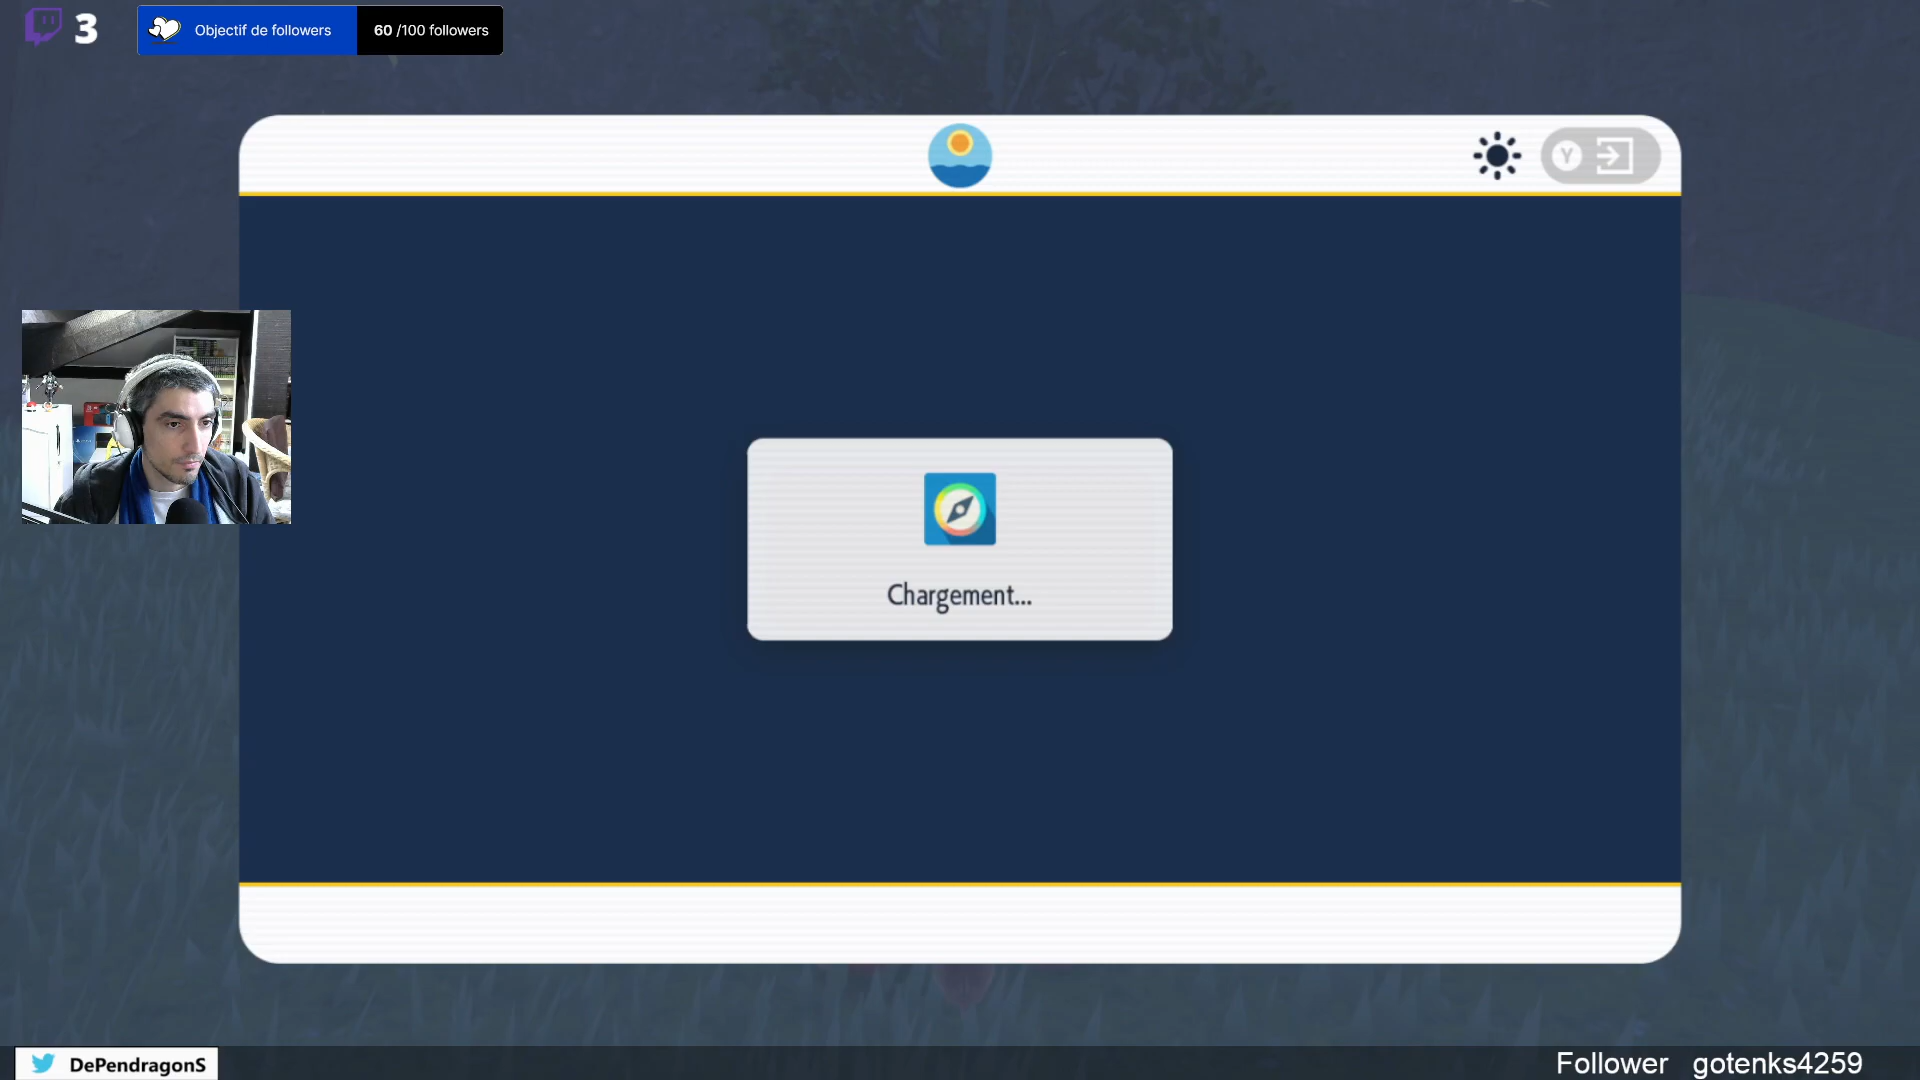 3
Objectif de followers 60 /100 followers
Y
Chargement...
DePendragonS
Follower gotenks4259